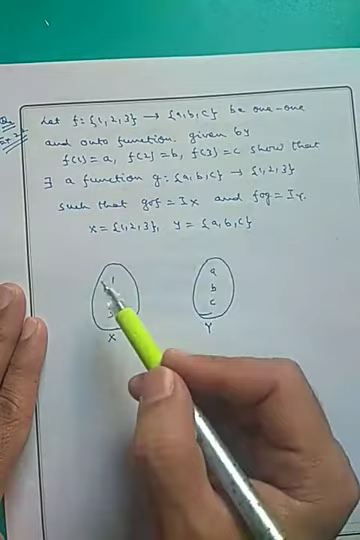 Let f:{1,2,3} → {a,b,c} be one-one
and onto function. given by
f(1)=a, f(2)=b, f(3)=c show that
∃ a function g:{a,b,c} → {1,2,3}
such that gof = Ix and fog = Iy.
X={1,2,3}, Y={a,b,c}
1
3
X
a
b
c
Y